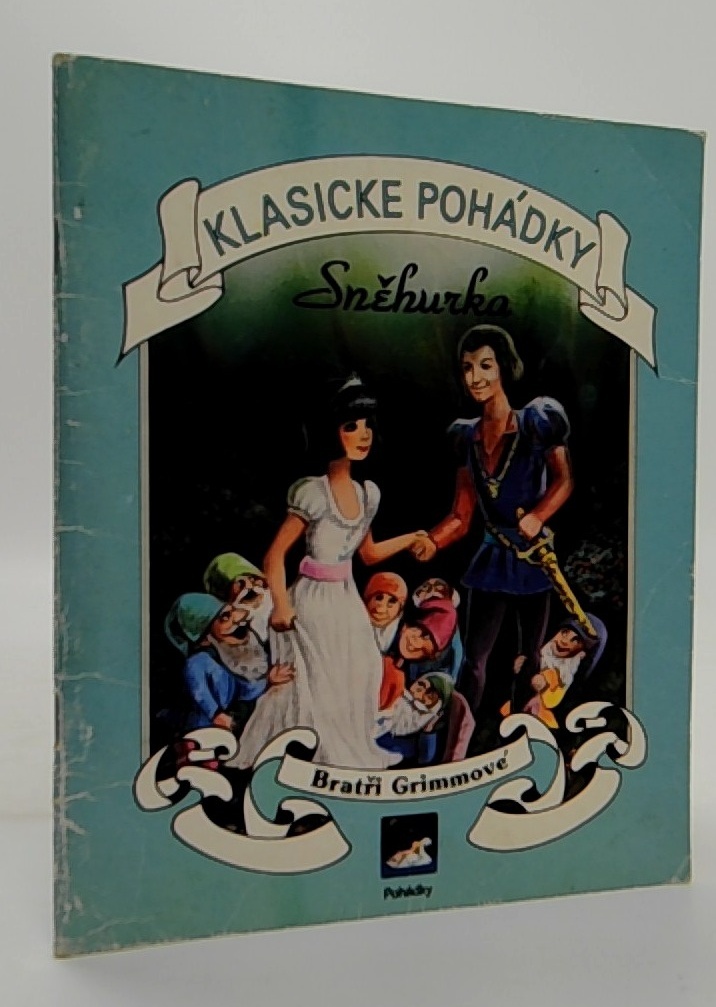 KLASICKE POHÁDKY
Sněhurka
Bratři Grimmové
Pohádky